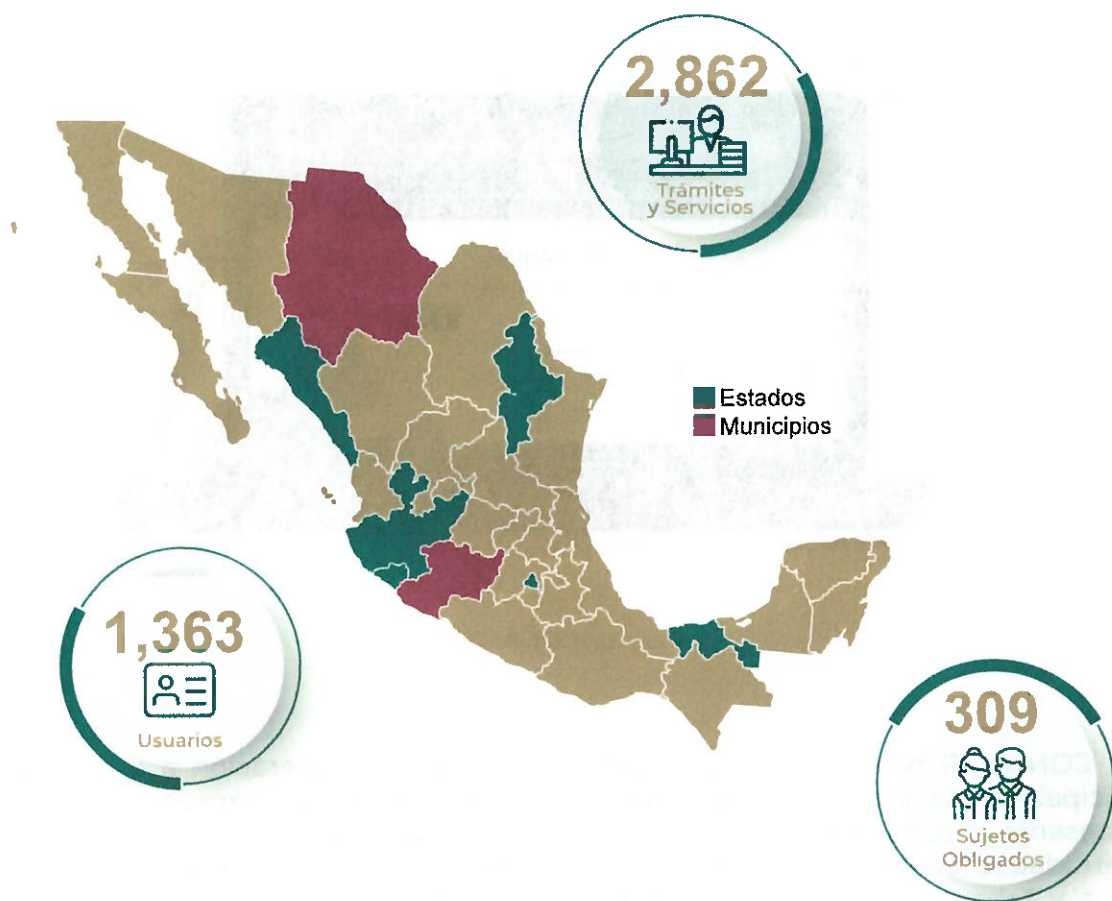 2,862
Trámites
y Servicios
Estados
Municipios
1,363
Usuarios
309
Sujetos
Obligados